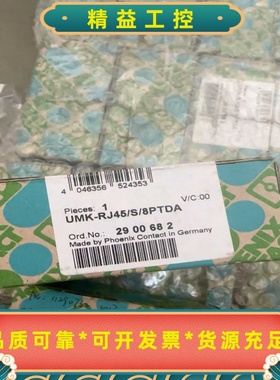 精益工控
4 046356 524353
Pieces: 1
V/C:00
UMK-RJ45/S/8PTDA
Ord.No.: 29 00 68 2
Made by Phoenix Contact in Germany
品质可靠*可开发票*货源充足